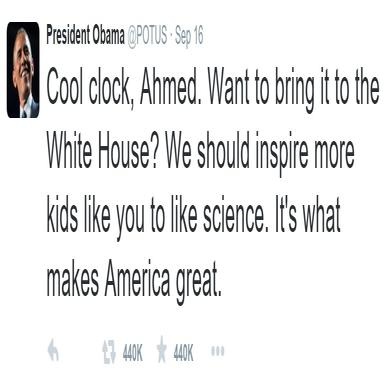 President Obama @POTUS · Sep 16
Cool clock, Ahmed. Want to bring it to the
White House? We should inspire more
kids like you to like science. It's what
makes America great.
440K 440K